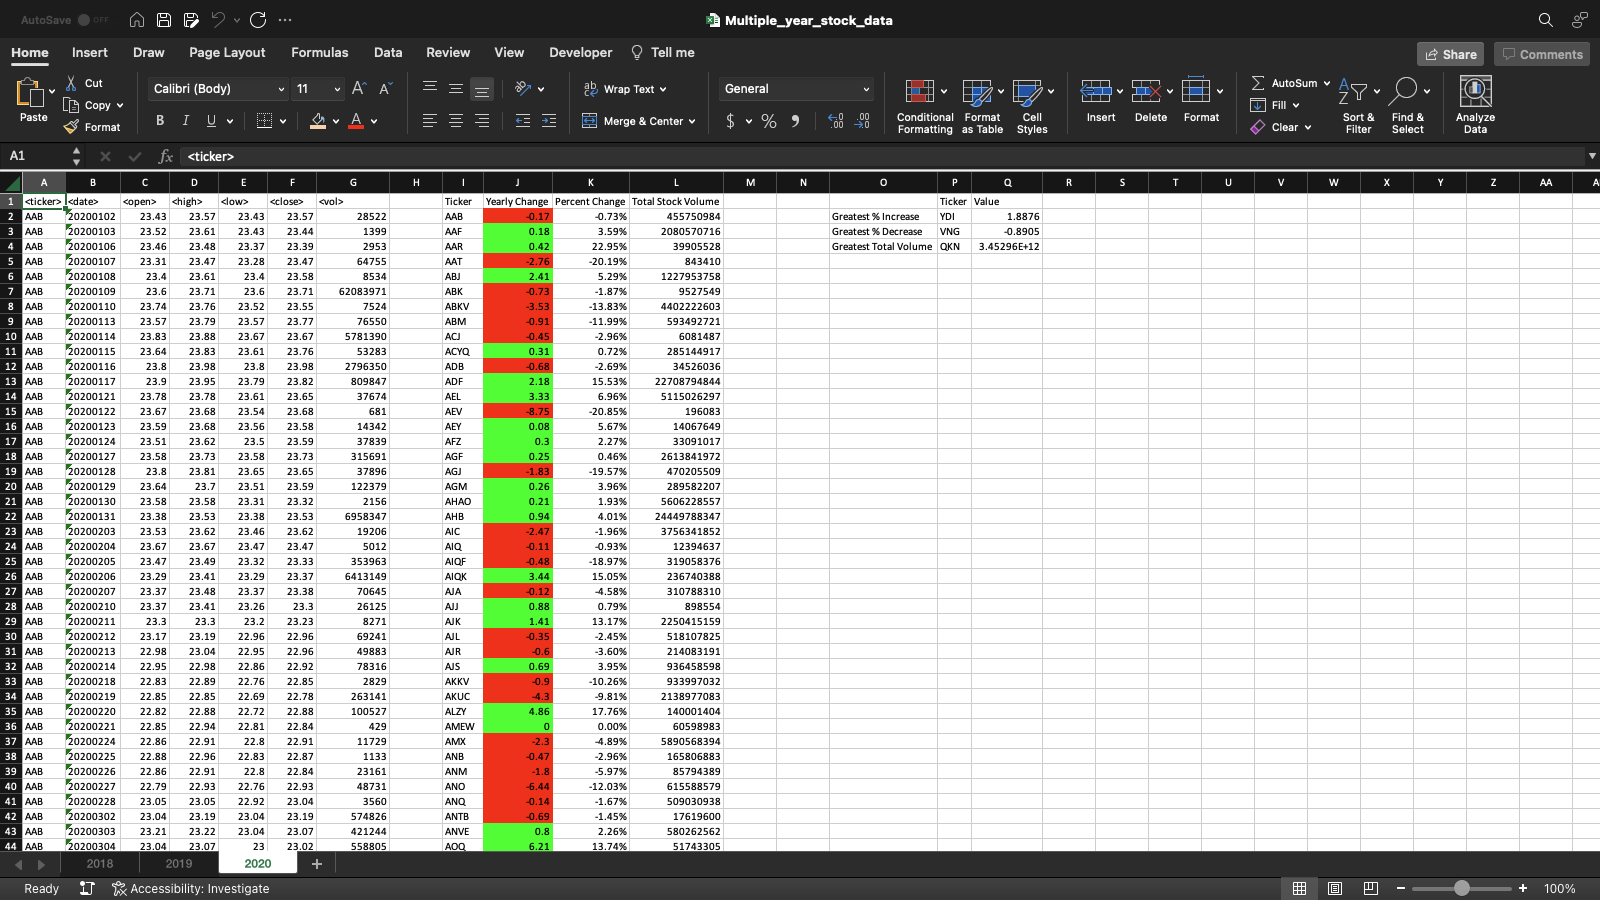 AutoSave OFF Multiple_year_stock_data
Home Insert Draw Page Layout Formulas Data Review View Developer Tell me Share Comments
Paste Cut Copy Format Calibri (Body) 11 A A B I U A ab Wrap Text Merge & Center General $ % 9 Conditional Formatting Format as Table Cell Styles Insert Delete Format AutoSum Fill Clear Sort & Filter Find & Select Analyze Data
A1 fx <ticker>
A B C D E F G H I J K L M N O P Q R S T U V W X Y Z AA A
1 <ticker> <date> <open> <high> <low> <close> <vol> Ticker Yearly Change Percent Change Total Stock Volume Ticker Value
2 AAB 20200102 23.43 23.57 23.43 23.57 28522 AAB -0.17 -0.73% 455750984 Greatest % Increase YDI 1.8876
3 AAB 20200103 23.52 23.61 23.43 23.44 1399 AAF 0.18 3.59% 2080570716 Greatest % Decrease VNG -0.8905
4 AAB 20200106 23.46 23.48 23.37 23.39 2953 AAR 0.42 22.95% 39905528 Greatest Total Volume QKN 3.45296E+12
5 AAB 20200107 23.31 23.47 23.28 23.47 64755 AAT -2.76 -20.19% 843410
6 AAB 20200108 23.4 23.61 23.4 23.58 8534 ABJ 2.41 5.29% 1227953758
7 AAB 20200109 23.6 23.71 23.6 23.71 62083971 ABK -0.73 -1.87% 9527549
8 AAB 20200110 23.74 23.76 23.52 23.55 7524 ABKV -3.53 -13.83% 4402222603
9 AAB 20200113 23.57 23.79 23.57 23.77 76550 ABM -0.91 -11.99% 593492721
10 AAB 20200114 23.83 23.88 23.67 23.67 5781390 ACJ -0.45 -2.96% 6081487
11 AAB 20200115 23.64 23.83 23.61 23.76 53283 ACYQ 0.31 0.72% 285144917
12 AAB 20200116 23.8 23.98 23.8 23.98 2796350 ADB -0.68 -2.69% 34526036
13 AAB 20200117 23.9 23.95 23.79 23.82 809847 ADF 2.18 15.53% 22708794844
14 AAB 20200121 23.78 23.78 23.61 23.65 37674 AEL 3.33 6.96% 5115026297
15 AAB 20200122 23.67 23.68 23.54 23.68 681 AEV -8.75 -20.85% 196083
16 AAB 20200123 23.59 23.68 23.56 23.58 14342 AEY 0.08 5.67% 14067649
17 AAB 20200124 23.51 23.62 23.5 23.59 37839 AFZ 0.3 2.27% 33091017
18 AAB 20200127 23.58 23.73 23.58 23.73 315691 AGF 0.25 0.46% 2613841972
19 AAB 20200128 23.8 23.81 23.65 23.65 37896 AGJ -1.83 -19.57% 470205509
20 AAB 20200129 23.64 23.7 23.51 23.59 122379 AGM 0.26 3.96% 289582207
21 AAB 20200130 23.58 23.58 23.31 23.32 2156 AHAO 0.21 1.93% 5606228557
22 AAB 20200131 23.38 23.53 23.38 23.53 6958347 AHB 0.94 4.01% 24449788347
23 AAB 20200203 23.53 23.62 23.46 23.62 19206 AIC -2.47 -1.96% 3756341852
24 AAB 20200204 23.67 23.67 23.47 23.47 5012 AIQ -0.11 -0.93% 12394637
25 AAB 20200205 23.47 23.49 23.32 23.33 353963 AIQF -0.48 -18.97% 319058376
26 AAB 20200206 23.29 23.41 23.29 23.37 6413149 AIQK 3.44 15.05% 236740388
27 AAB 20200207 23.37 23.48 23.37 23.38 70645 AJA -0.12 -4.58% 310788310
28 AAB 20200210 23.37 23.41 23.26 23.3 26125 AJJ 0.88 0.79% 898554
29 AAB 20200211 23.3 23.3 23.2 23.23 8271 AJK 1.41 13.17% 2250415159
30 AAB 20200212 23.17 23.19 22.96 22.96 69241 AJL -0.35 -2.45% 518107825
31 AAB 20200213 22.98 23.04 22.95 22.96 49883 AJR -0.6 -3.60% 214083191
32 AAB 20200214 22.95 22.98 22.86 22.92 78316 AJS 0.69 3.95% 936458598
33 AAB 20200218 22.83 22.89 22.76 22.85 2829 AKKV -0.9 -10.26% 933997032
34 AAB 20200219 22.85 22.85 22.69 22.78 263141 AKUC -4.3 -9.81% 2138977083
35 AAB 20200220 22.82 22.88 22.72 22.88 100527 ALZY 4.86 17.76% 140001404
36 AAB 20200221 22.85 22.94 22.81 22.84 429 AMEW 0 0.00% 60598983
37 AAB 20200224 22.86 22.91 22.8 22.91 11729 AMX -2.3 -4.89% 5890568394
38 AAB 20200225 22.88 22.96 22.83 22.87 1133 ANB -0.47 -2.96% 165806883
39 AAB 20200226 22.86 22.91 22.8 22.84 23161 ANM -1.8 -5.97% 85794389
40 AAB 20200227 22.79 22.93 22.76 22.93 48731 ANO -6.44 -12.03% 615588579
41 AAB 20200228 23.05 23.05 22.92 23.04 3560 ANQ -0.14 -1.67% 509030938
42 AAB 20200302 23.04 23.19 23.04 23.19 574826 ANTB -0.69 -1.45% 17619600
43 AAB 20200303 23.21 23.22 23.04 23.07 421244 ANVE 0.8 2.26% 580262562
44 AAB 20200304 23.04 23.07 23 23.02 558805 AOQ 6.21 13.74% 51743305
2018 2019 2020 +
Ready Accessibility: Investigate 100%